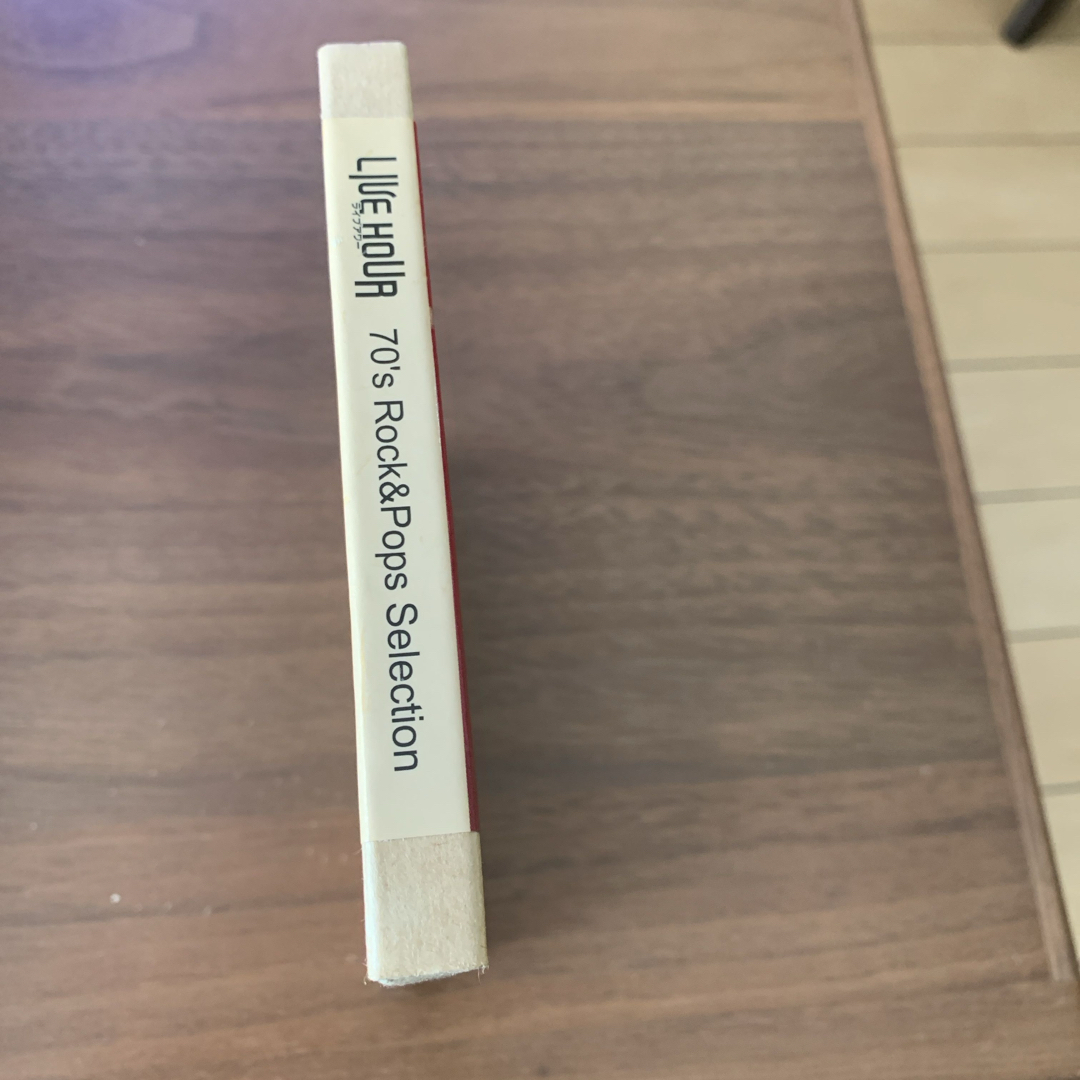 LIVE HOUR
ライブアワー
70's Rock&Pops Selection